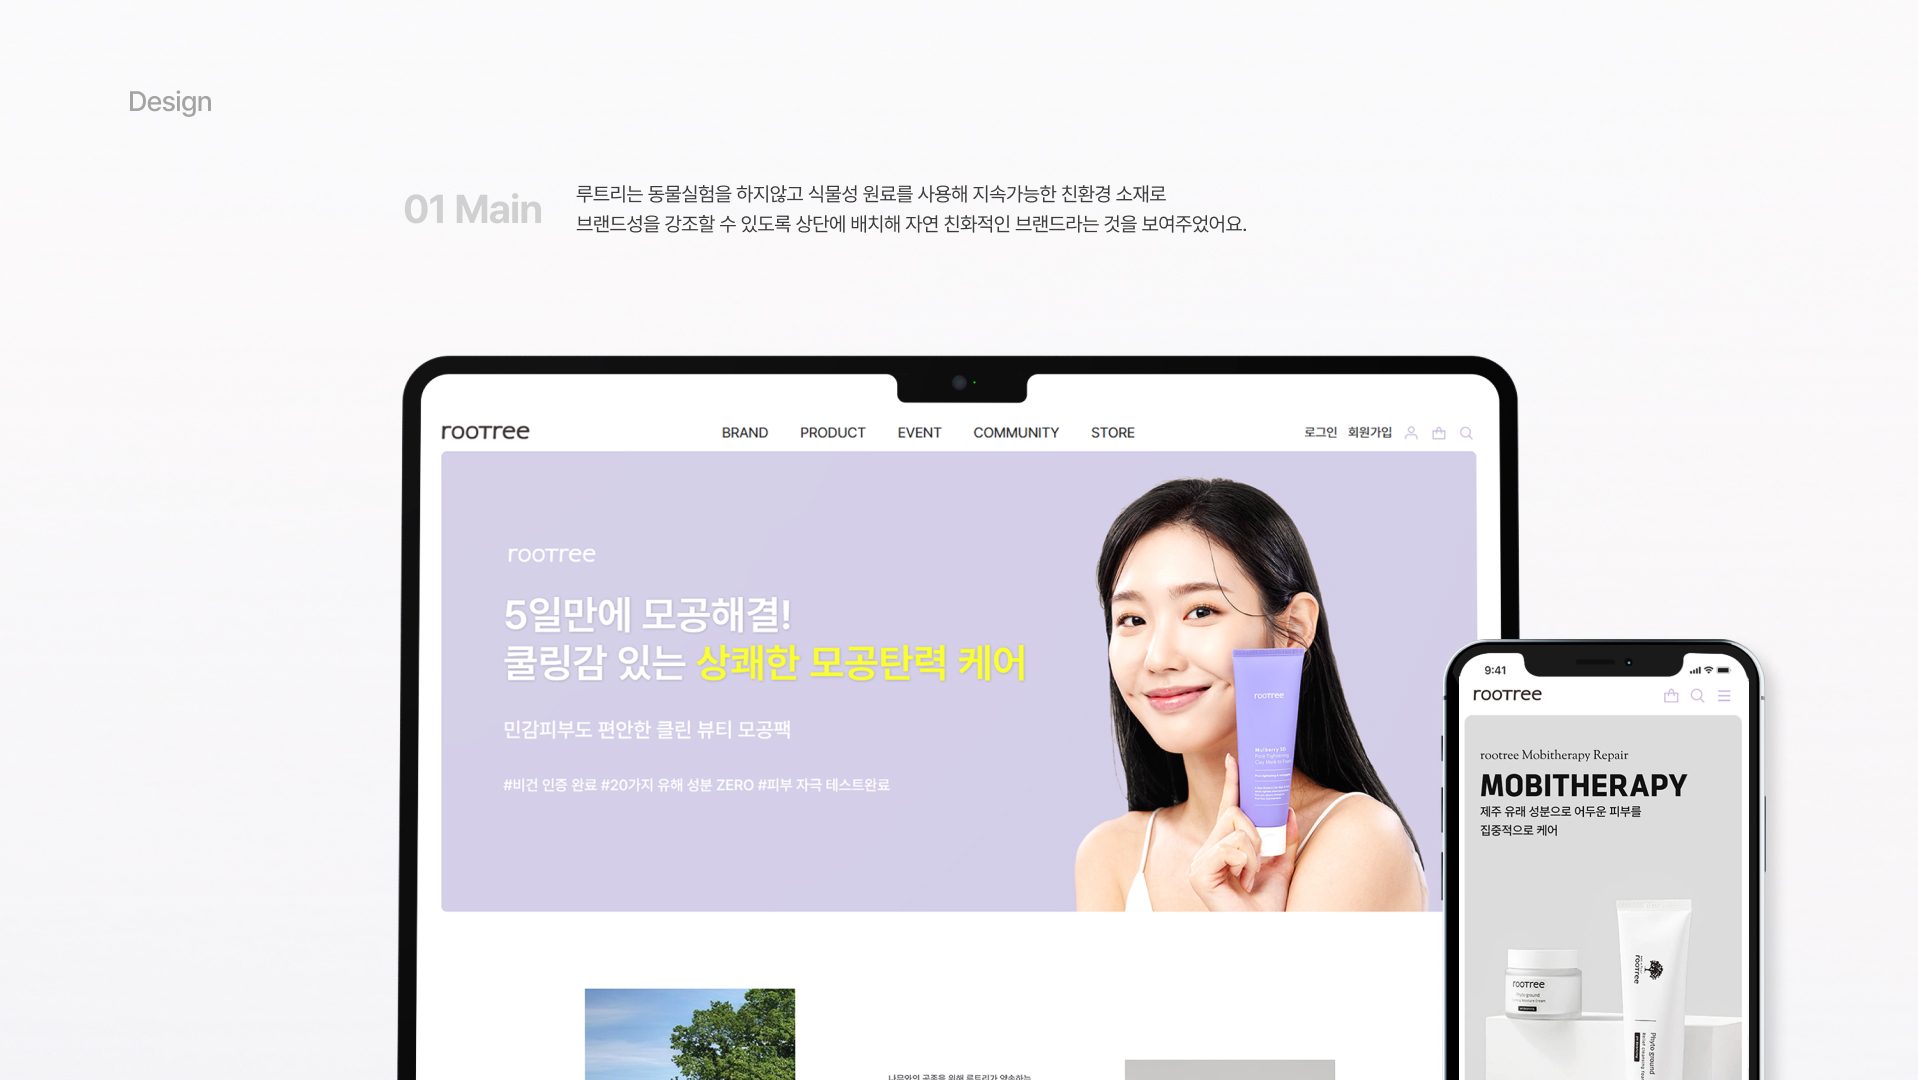 Design
01 Main
루트리는 동물실험을 하지않고 식물성 원료를 사용해 지속가능한 친환경 소재로
브랜드성을 강조할 수 있도록 상단에 배치해 자연 친화적인 브랜드라는 것을 보여주었어요.
rooTree
BRAND PRODUCT EVENT COMMUNITY STORE
로그인 회원가입
rooTree
5일만에 모공해결!
쿨링감 있는 상쾌한 모공탄력 케어
민감피부도 편안한 클린 뷰티 모공팩
#비건 인증 완료 #20가지 유해 성분 ZERO #피부 자극 테스트완료
rooTree
Mulberry 5D
Pore Tightening
9:41
rooTree
rootree Mobitherapy Repair
MOBITHERAPY
제주 유래 성분으로 어두운 피부를
집중적으로 케어
rooTree
Phyto ground
rooTree
Phyto ground